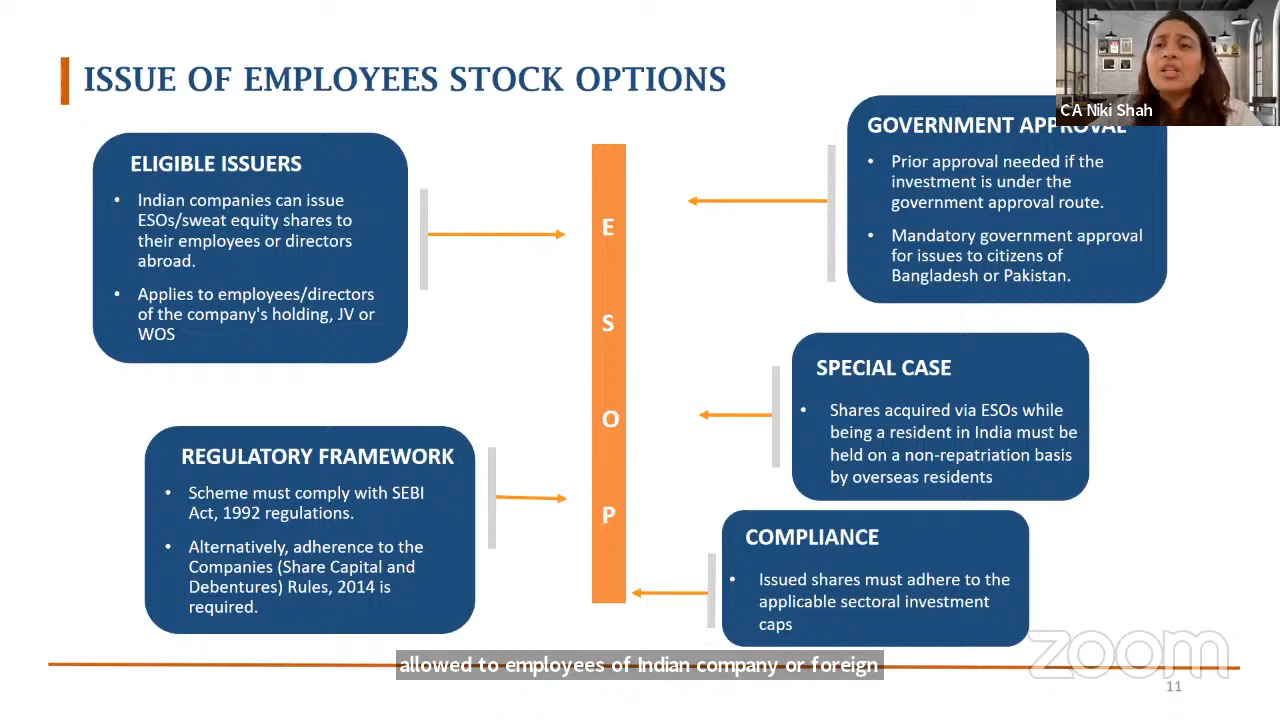 ISSUE OF EMPLOYEES STOCK OPTIONS
CA Niki Shah
ELIGIBLE ISSUERS
• Indian companies can issue
ESOs/sweat equity shares to
their employees or directors
abroad.
• Applies to employees/directors
of the company's holding, JV or
WOS
REGULATORY FRAMEWORK
• Scheme must comply with SEBI
Act, 1992 regulations.
• Alternatively, adherence to the
Companies (Share Capital and
Debentures) Rules, 2014 is
required.
E
S
O
P
GOVERNMENT APPROVAL
• Prior approval needed if the
investment is under the
government approval route.
• Mandatory government approval
for issues to citizens of
Bangladesh or Pakistan.
SPECIAL CASE
• Shares acquired via ESOs while
being a resident in India must be
held on a non-repatriation basis
by overseas residents
COMPLIANCE
• Issued shares must adhere to the
applicable sectoral investment
caps
allowed to employees of Indian company or foreign
zoom
11